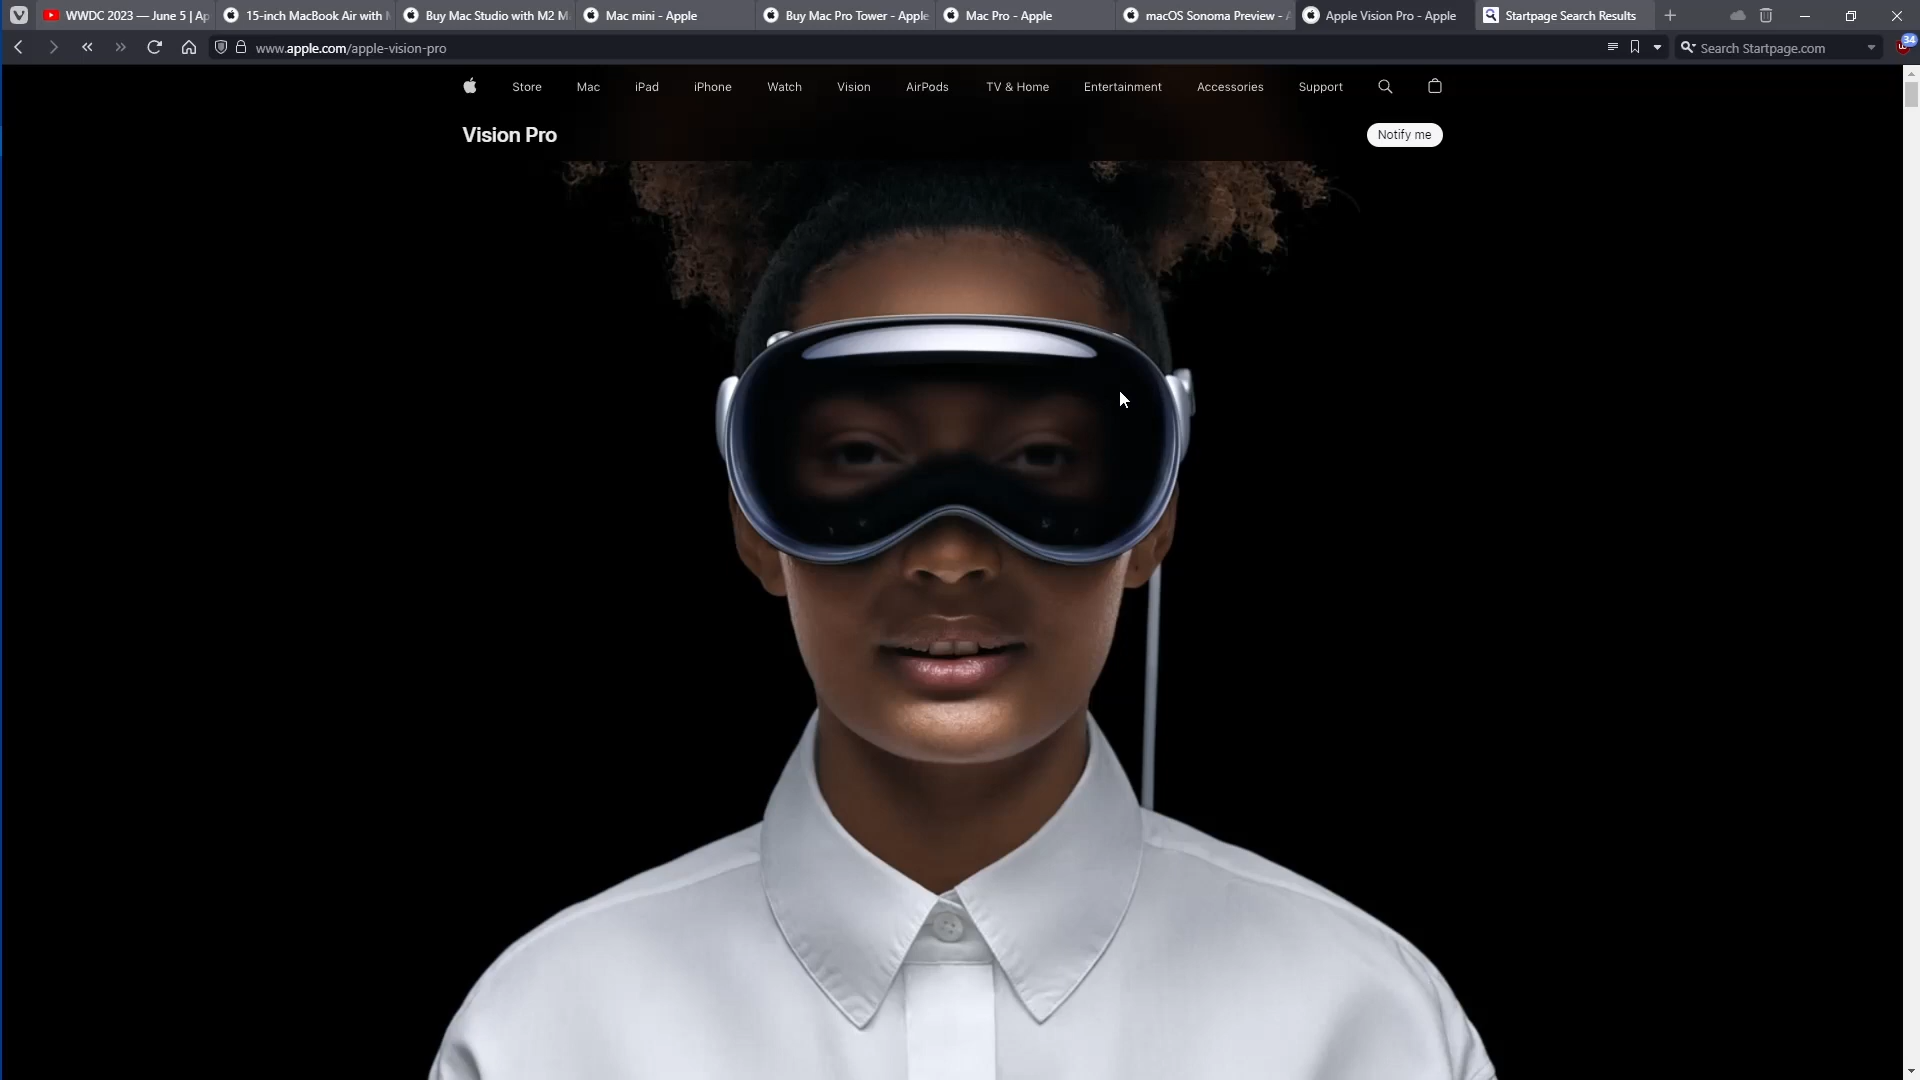 WWDC 2023 — June 5 | Ap
15-inch MacBook Air with
Buy Mac Studio with M2 M
Mac mini - Apple
Buy Mac Pro Tower - Apple
Mac Pro - Apple
macOS Sonoma Preview - A
Apple Vision Pro - Apple
Startpage Search Results
www.apple.com/apple-vision-pro
Search Startpage.com
34
Store
Mac
iPad
iPhone
Watch
Vision
AirPods
TV & Home
Entertainment
Accessories
Support
Vision Pro
Notify me